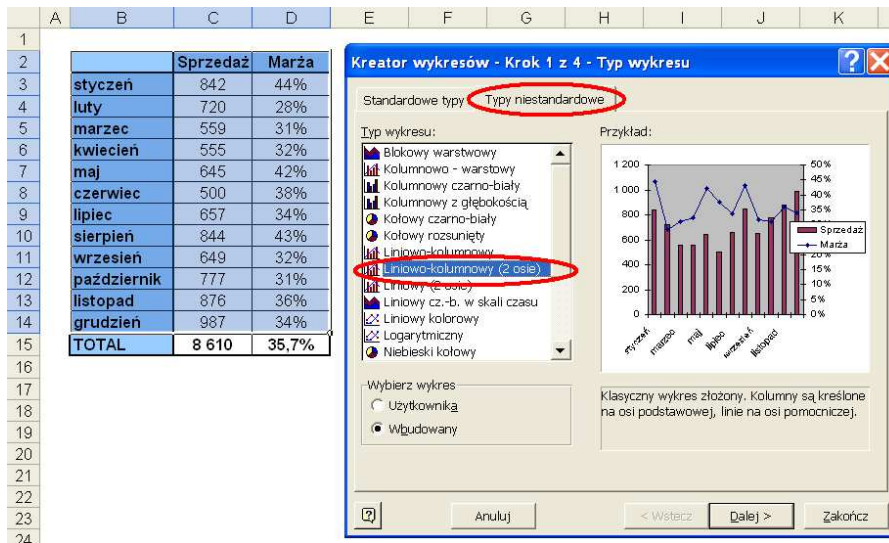 A B C D E F G H I J K
1
2 Sprzedaż Marża
3 styczeń 842 44%
4 luty 720 28%
5 marzec 559 31%
6 kwiecień 555 32%
7 maj 645 42%
8 czerwiec 500 38%
9 lipiec 657 34%
10 sierpień 844 43%
11 wrzesień 649 32%
12 październik 777 31%
13 listopad 876 36%
14 grudzień 987 34%
15 TOTAL 8 610 35,7%
16
17
18
19
20
21
22
23
24
Kreator wykresów - Krok 1 z 4 - Typ wykresu
Standardowe typy Typy niestandardowe
Typ wykresu:
Blokowy warstwowy
Kolumnowo - warstowy
Kolumnowy czarno-biały
Kolumnowy z głębokością
Kołowy czarno-biały
Kołowy rozsunięty
Liniowo-kolumnowy
Liniowo-kolumnowy (2 osie)
Liniowy (2 osie)
Liniowy cz.-b. w skali czasu
Liniowy kolorowy
Logarytmiczny
Niebieski kołowy
Wybierz wykres
Użytkownika
Wbudowany
Przykład:
1 200
1 000
800
600
400
200
0
50%
45%
40%
35%
Sprzedaż
Marża
15%
10%
5%
0%
styczeń marzec maj lipiec wrzesień listopad
Klasyczny wykres złożony. Kolumny są kreślone
na osi podstawowej, linie na osi pomocniczej.
Anuluj < Wstecz Dalej > Zakończ